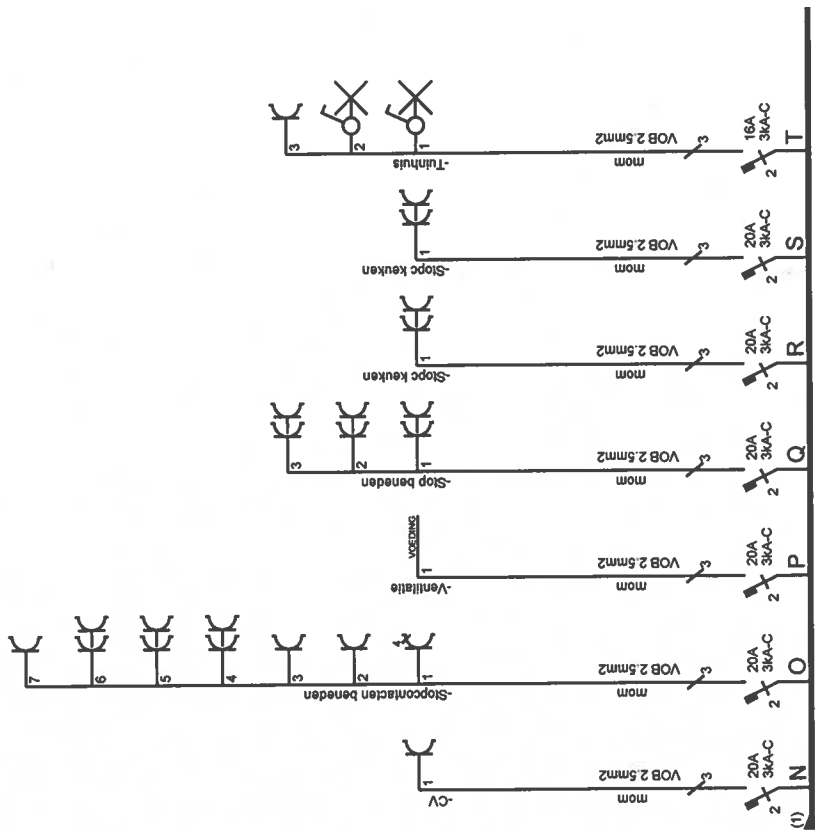 (1)
N
20A
3kA-C
2
3
VOB 2.5mm2
mom
-CV
1
O
20A
3kA-C
2
3
VOB 2.5mm2
mom
-Stopcontacten beneden
1
4x
2
3
4
5
6
7
P
20A
3kA-C
2
3
VOB 2.5mm2
mom
-Ventilatie
1
VOEDING
Q
20A
3kA-C
2
3
VOB 2.5mm2
mom
-Stop beneden
1
2
3
R
20A
3kA-C
2
3
VOB 2.5mm2
mom
-Stopc keuken
1
S
20A
3kA-C
2
3
VOB 2.5mm2
mom
-Stopc keuken
1
T
16A
3kA-C
2
3
VOB 2.5mm2
mom
-Tuinhuis
1
2
3